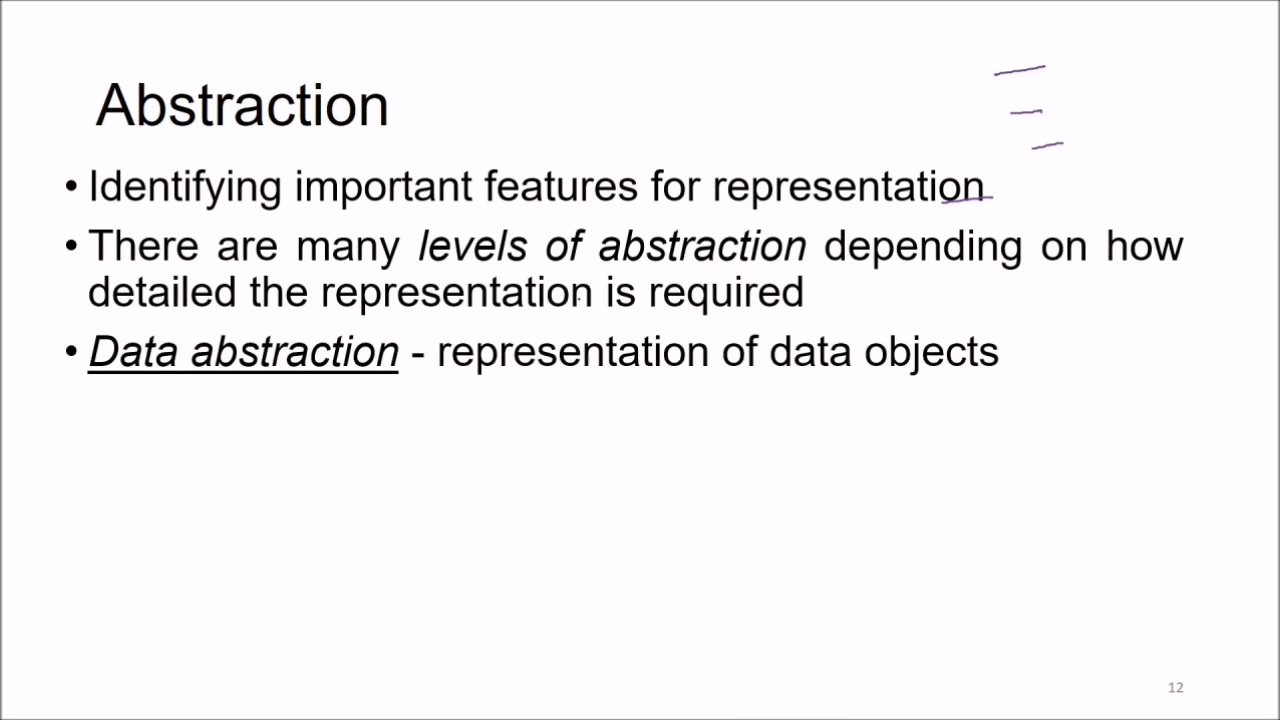 Abstraction
• Identifying important features for representation
• There are many levels of abstraction depending on how
detailed the representation is required
• Data abstraction - representation of data objects
12